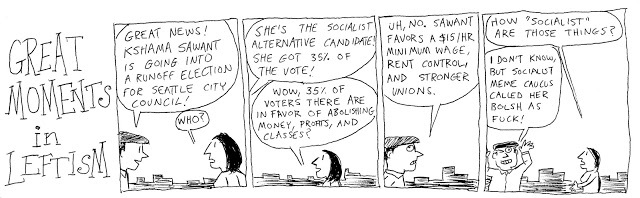 GREAT
MOMENTS
in
LEFTISM
GREAT NEWS!
KSHAMA SAWANT
IS GOING INTO
A RUNOFF ELECTION
FOR SEATTLE CITY
COUNCIL!
WHO?
SHE'S THE SOCIALIST
ALTERNATIVE CANDIDATE!
SHE GOT 35% OF
THE VOTE!
WOW, 35% OF
VOTERS THERE ARE
IN FAVOR OF ABOLISHING
MONEY, PROFITS, AND
CLASSES?
UH, NO. SAWANT
FAVORS A $15/HR
MINIMUM WAGE,
RENT CONTROL,
AND STRONGER
UNIONS.
HOW "SOCIALIST"
ARE THOSE THINGS?
I DON'T KNOW,
BUT SOCIALIST
MEME CAUCUS
CALLED HER
BOLSH AS
FUCK!